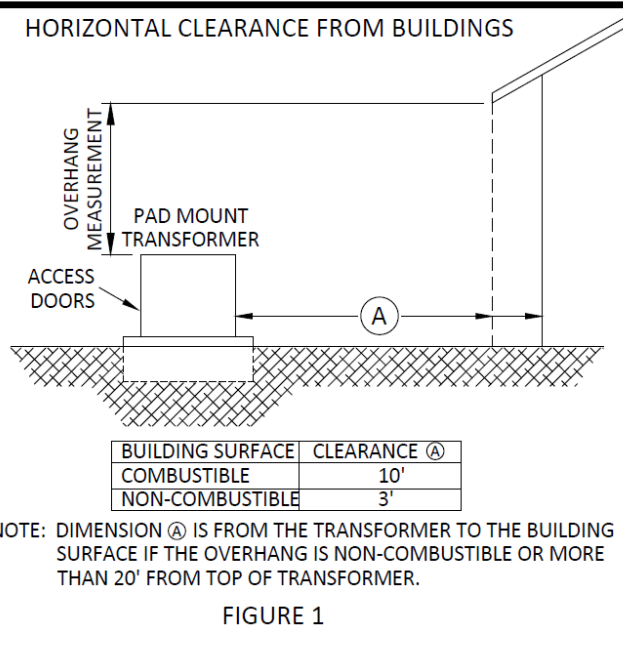 HORIZONTAL CLEARANCE FROM BUILDINGS
OVERHANG
MEASUREMENT
PAD MOUNT
TRANSFORMER
ACCESS
DOORS
A
BUILDING SURFACE CLEARANCE Ⓐ
COMBUSTIBLE 10'
NON-COMBUSTIBLE 3'
NOTE: DIMENSION Ⓐ IS FROM THE TRANSFORMER TO THE BUILDING
SURFACE IF THE OVERHANG IS NON-COMBUSTIBLE OR MORE
THAN 20' FROM TOP OF TRANSFORMER.
FIGURE 1